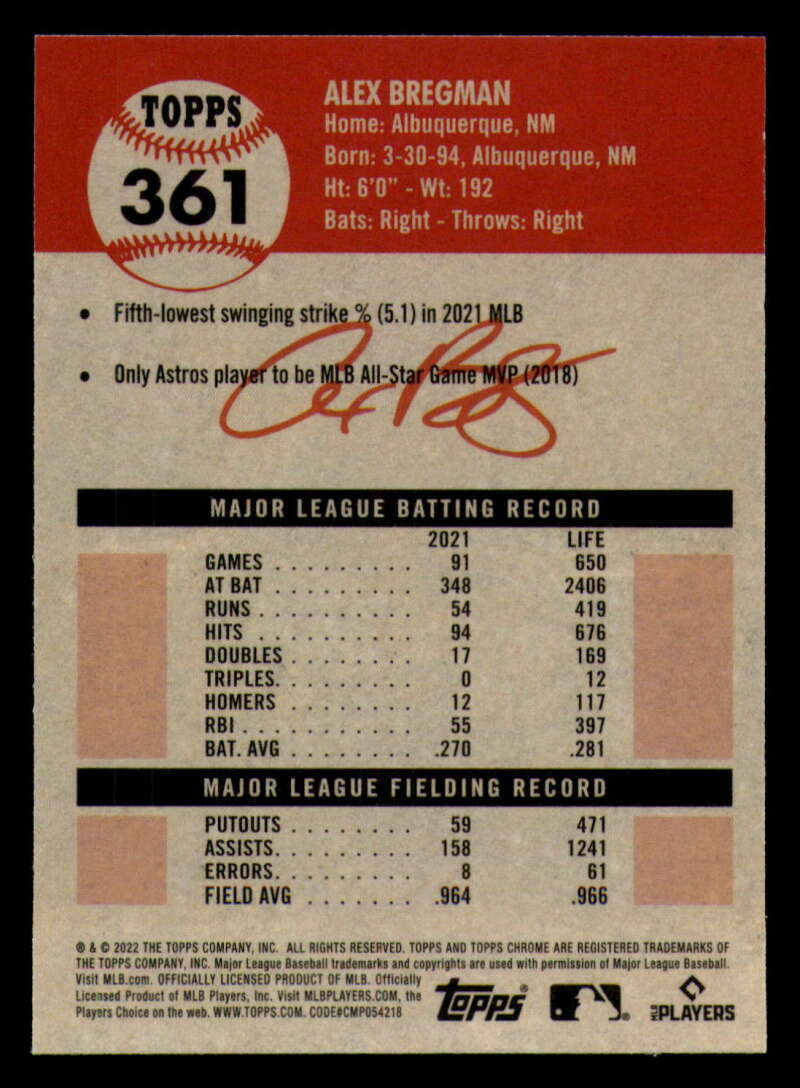 TOPPS
361
ALEX BREGMAN
Home: Albuquerque, NM
Born: 3-30-94, Albuquerque, NM
Ht: 6'0" - Wt: 192
Bats: Right - Throws: Right
• Fifth-lowest swinging strike % (5.1) in 2021 MLB
• Only Astros player to be MLB All-Star Game MVP (2018)
MAJOR LEAGUE BATTING RECORD
2021 LIFE
GAMES . . . . . . . . . 91 650
AT BAT . . . . . . . . . 348 2406
RUNS . . . . . . . . . . 54 419
HITS . . . . . . . . . . 94 676
DOUBLES . . . . . . . . 17 169
TRIPLES. . . . . . . . . 0 12
HOMERS . . . . . . . . 12 117
RBI . . . . . . . . . . . 55 397
BAT. AVG . . . . . . . . .270 .281
MAJOR LEAGUE FIELDING RECORD
PUTOUTS . . . . . . . . 59 471
ASSISTS. . . . . . . . . 158 1241
ERRORS. . . . . . . . . 8 61
FIELD AVG . . . . . . . .964 .966
® & © 2022 THE TOPPS COMPANY, INC. ALL RIGHTS RESERVED. TOPPS AND TOPPS CHROME ARE REGISTERED TRADEMARKS OF
THE TOPPS COMPANY, INC. Major League Baseball trademarks and copyrights are used with permission of Major League Baseball.
Visit MLB.com. OFFICIALLY LICENSED PRODUCT OF MLB. Officially
Licensed Product of MLB Players, Inc. Visit MLBPLAYERS.COM, the
Players Choice on the web. WWW.TOPPS.COM. CODE#CMP054218
Topps®
MLB PLAYERS